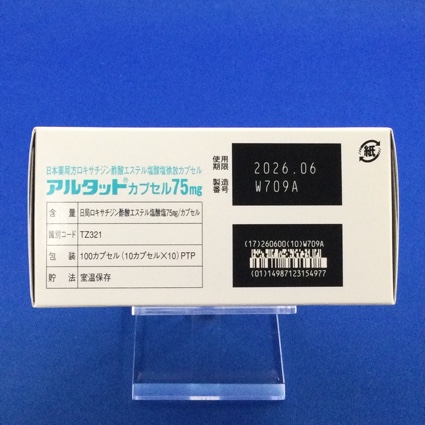 日本薬局方ロキサチジン酢酸エステル塩酸塩徐放カプセル
アルタット®カプセル75mg
含 量 日局ロキサチジン酢酸エステル塩酸塩75mg/カプセル
識別コード TZ321
包 装 100カプセル(10カプセル×10)PTP
貯 法 室温保存
使用期限 2026.06
製造番号 W709A
紙
(17)260600(10)W709A
(01)14987123154977